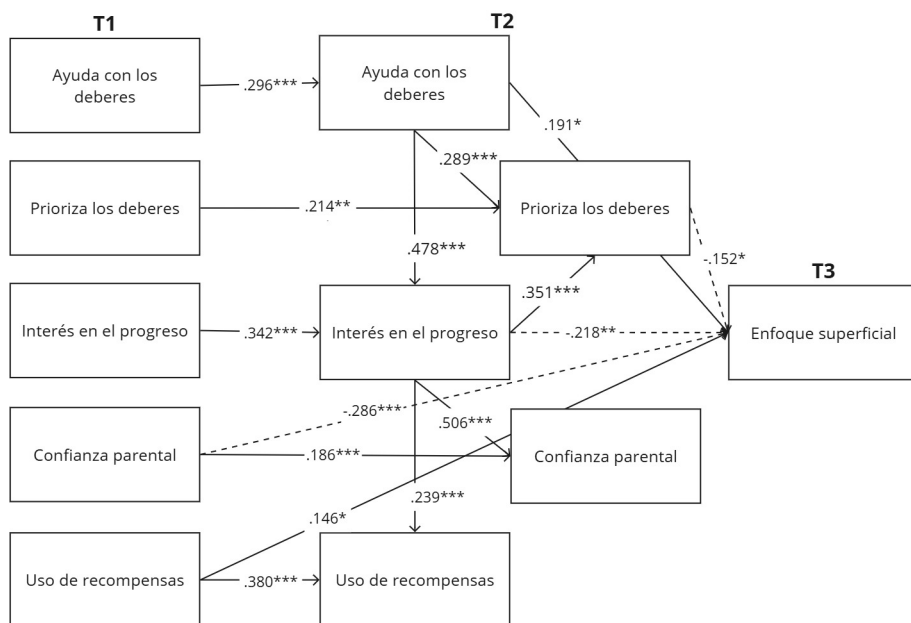 T1
T2
Ayuda con los
deberes
.296***
Ayuda con los
deberes
.191*
.289***
Prioriza los deberes
.214**
Prioriza los deberes
.478***
-.152*
T3
.351***
Interés en el progreso
.342***
Interés en el progreso
-.218**
Enfoque superficial
-.286***
.506***
Confianza parental
.186***
Confianza parental
.239***
.146*
Uso de recompensas
.380***
Uso de recompensas